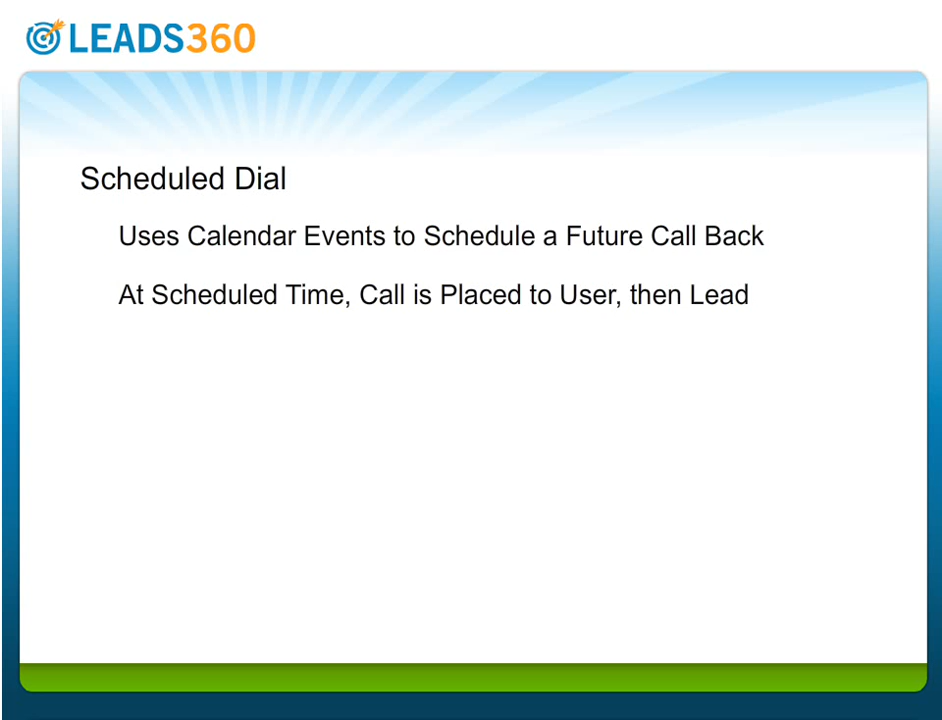 LEADS360
Scheduled Dial
Uses Calendar Events to Schedule a Future Call Back
At Scheduled Time, Call is Placed to User, then Lead